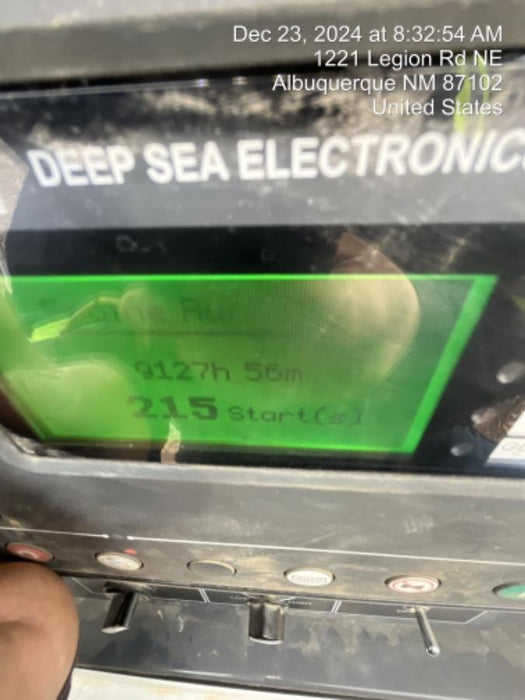 Dec 23, 2024 at 8:32:54 AM
1221 Legion Rd NE
Albuquerque NM 87102
United States
DEEP SEA ELECTRONIC
9127h 56m
215 Start(s)